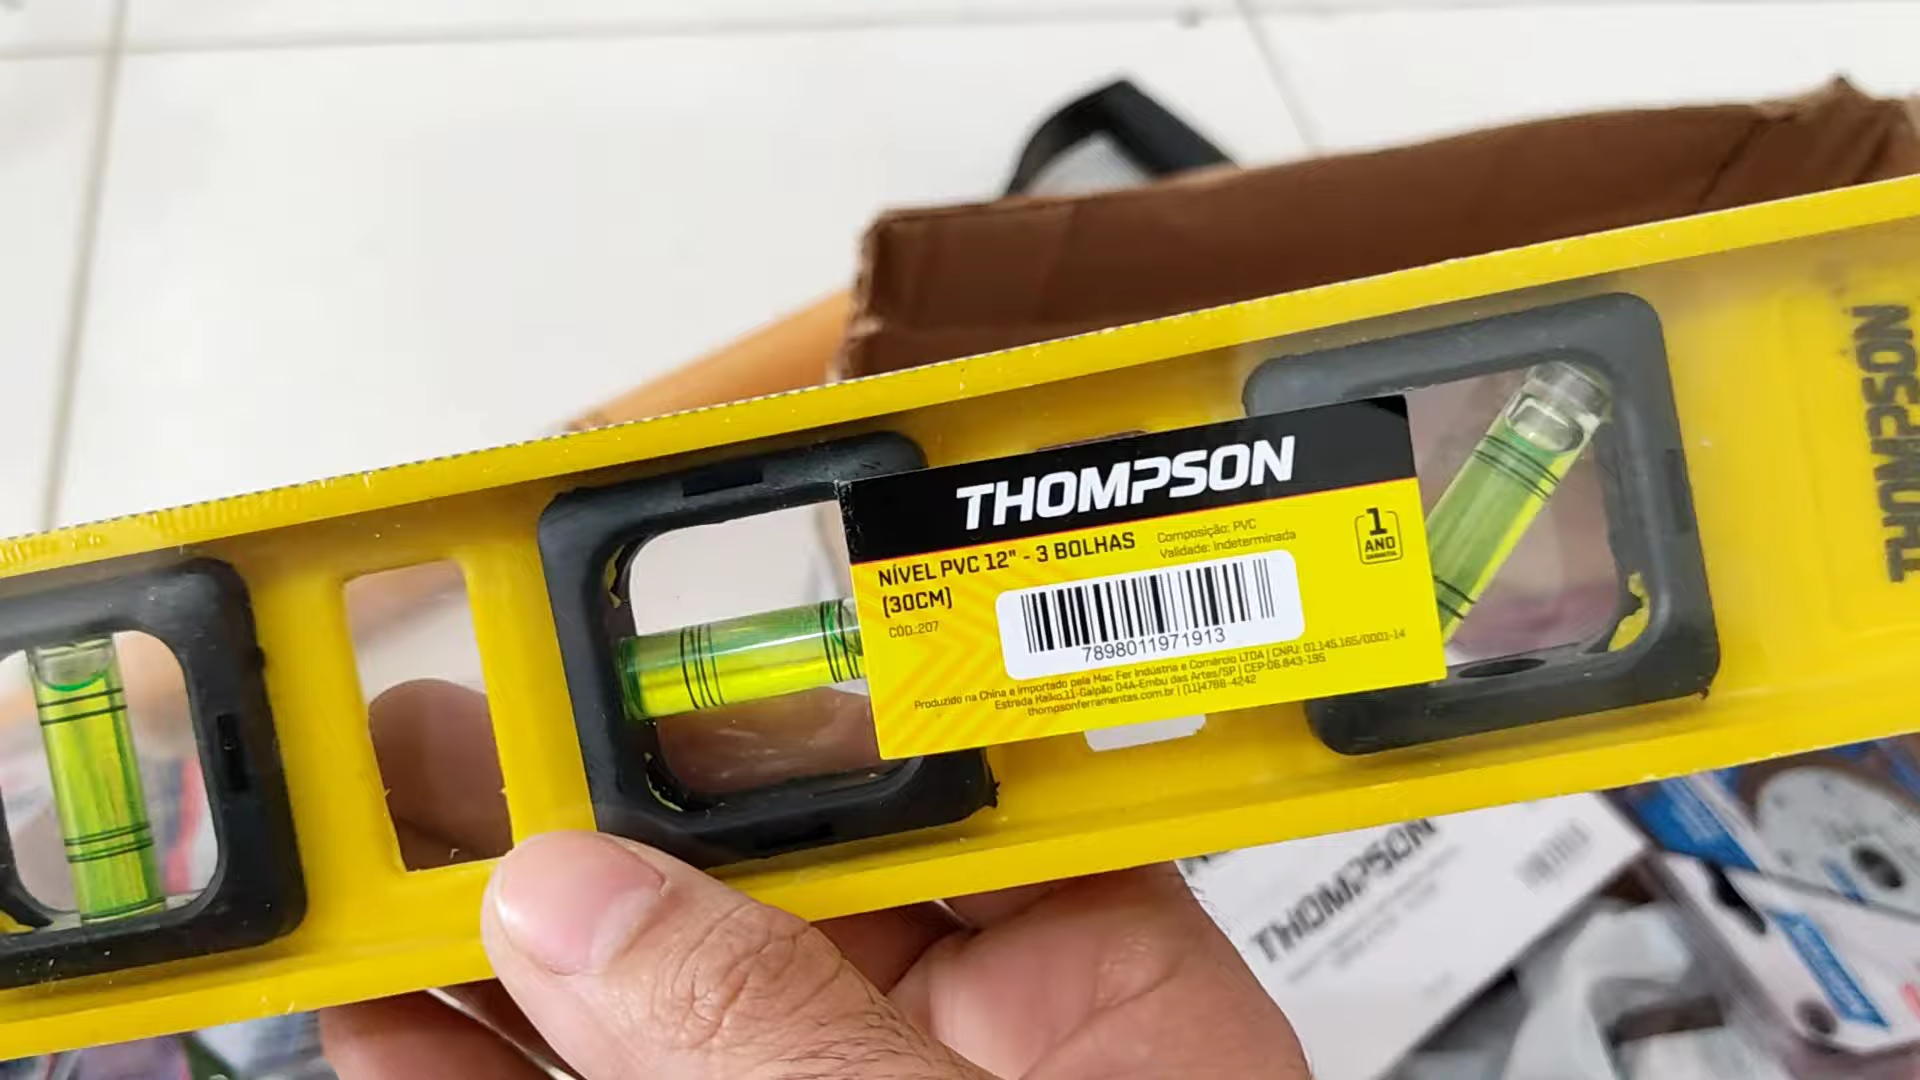 THOMPSON
NÍVEL PVC 12" - 3 BOLHAS
(30CM)
CÓD.:207
Composição: PVC
Validade: Indeterminada
1
ANO
GARANTIA
7898011971913
Produzido na China e importado pela Mac Fer Indústria e Comércio LTDA | CNPJ: 01.145.165/0001-14
Estrada Kaiko,11-Galpão 04A-Embu das Artes/SP | CEP:06.843-195
thompsonferramentas.com.br | (11)4788-4242
THOMPSON
THOMPSON
THOMPSON